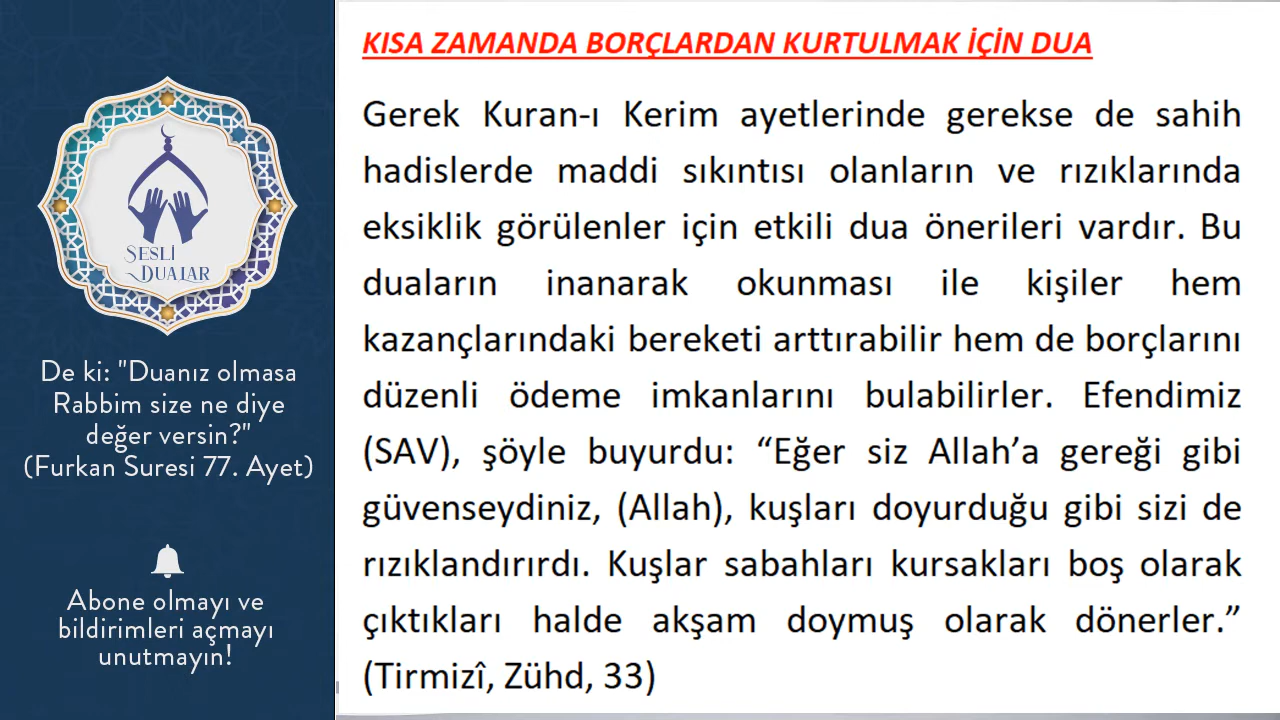 SESLİ
DUALAR
De ki: "Duanız olmasa
Rabbim size ne diye
değer versin?"
(Furkan Suresi 77. Ayet)
Abone olmayı ve
bildirimleri açmayı
unutmayın!
KISA ZAMANDA BORÇLARDAN KURTULMAK İÇİN DUA
Gerek Kuran-ı Kerim ayetlerinde gerekse de sahih
hadislerde maddi sıkıntısı olanların ve rızıklarında
eksiklik görülenler için etkili dua önerileri vardır. Bu
duaların inanarak okunması ile kişiler hem
kazançlarındaki bereketi arttırabilir hem de borçlarını
düzenli ödeme imkanlarını bulabilirler. Efendimiz
(SAV), şöyle buyurdu: “Eğer siz Allah’a gereği gibi
güvenseydiniz, (Allah), kuşları doyurduğu gibi sizi de
rızıklandırırdı. Kuşlar sabahları kursakları boş olarak
çıktıkları halde akşam doymuş olarak dönerler.”
(Tirmizî, Zühd, 33)